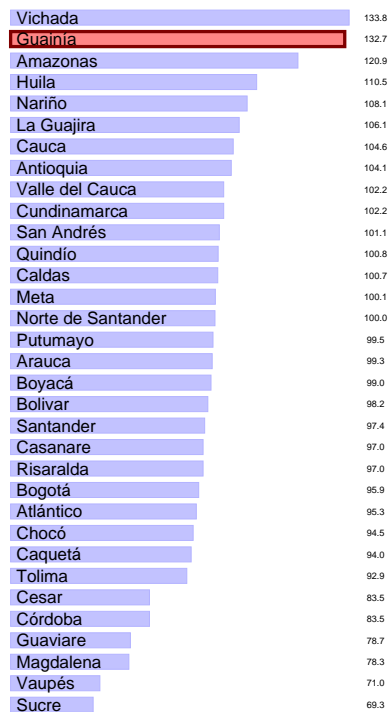 Vichada 133.8
Guainía 132.7
Amazonas 120.9
Huila 110.5
Nariño 108.1
La Guajira 106.1
Cauca 104.6
Antioquia 104.1
Valle del Cauca 102.2
Cundinamarca 102.2
San Andrés 101.1
Quindío 100.8
Caldas 100.7
Meta 100.1
Norte de Santander 100.0
Putumayo 99.5
Arauca 99.3
Boyacá 99.0
Bolivar 98.2
Santander 97.4
Casanare 97.0
Risaralda 97.0
Bogotá 95.9
Atlántico 95.3
Chocó 94.5
Caquetá 94.0
Tolima 92.9
Cesar 83.5
Córdoba 83.5
Guaviare 78.7
Magdalena 78.3
Vaupés 71.0
Sucre 69.3